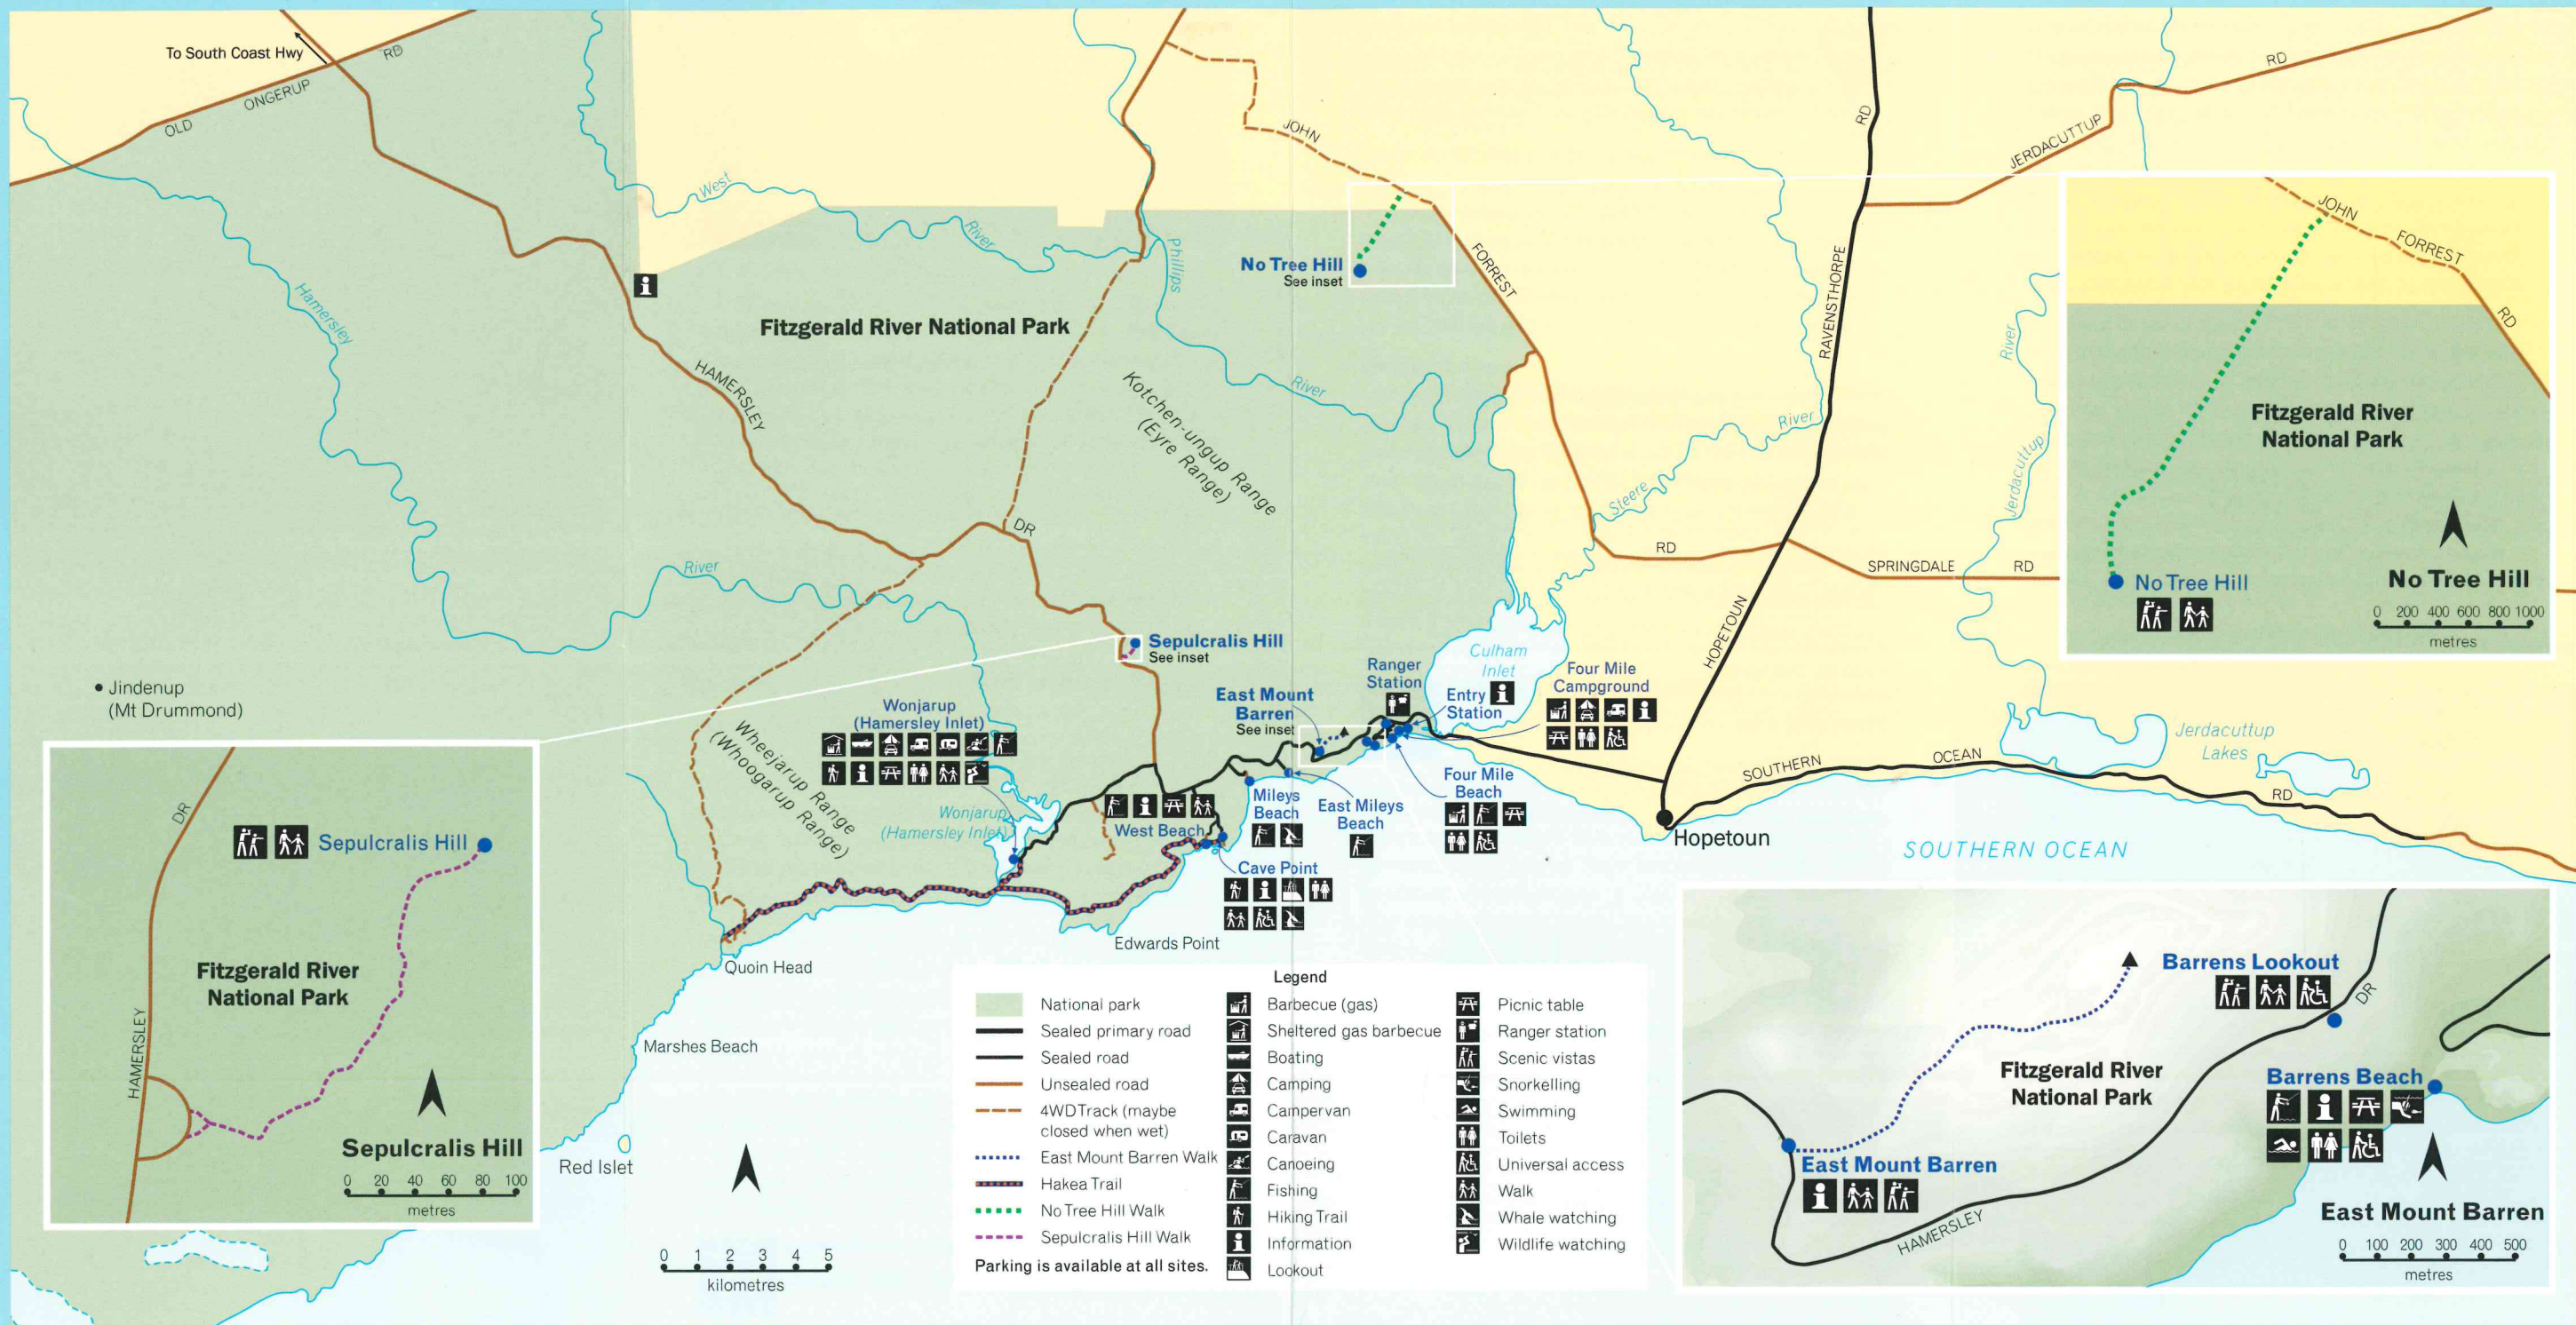 To South Coast Hwy
OLD
ONGERUP
RD
Hamersley
West
River
Phillips
River
JOHN
FORREST
RD
No Tree Hill
See inset
Fitzgerald River National Park
Kotchen-ungup Range
(Eyre Range)
HAMERSLEY
DR
River
Steere
River
HOPETOUN
RAVENSTHORPE
RD
JERDACUTTUP
RD
SPRINGDALE
RD
River
Jerdacuttup
Jerdacuttup
Lakes
Jindenup
(Mt Drummond)
Sepulcralis Hill
See inset
Wheejarup Range
(Whoogarup Range)
Wonjarup
(Hamersley Inlet)
Wonjarup
(Hamersley Inlet)
West Beach
Cave Point
Mileys
Beach
East Mileys
Beach
East Mount
Barren
See inset
Ranger
Station
Entry
Station
Culham
Inlet
Four Mile
Campground
Four Mile
Beach
Hopetoun
SOUTHERN
OCEAN
RD
SOUTHERN OCEAN
Edwards Point
Quoin Head
Marshes Beach
Red Islet
0 1 2 3 4 5
kilometres
JOHN
FORREST
RD
Fitzgerald River
National Park
No Tree Hill
No Tree Hill
0 200 400 600 800 1000
metres
DR
HAMERSLEY
Sepulcralis Hill
Fitzgerald River
National Park
Sepulcralis Hill
0 20 40 60 80 100
metres
Barrens Lookout
DR
Fitzgerald River
National Park
Barrens Beach
East Mount Barren
HAMERSLEY
East Mount Barren
0 100 200 300 400 500
metres
Legend
National park
Sealed primary road
Sealed road
Unsealed road
4WD Track (maybe
closed when wet)
East Mount Barren Walk
Hakea Trail
No Tree Hill Walk
Sepulcralis Hill Walk
Parking is available at all sites.
Barbecue (gas)
Sheltered gas barbecue
Boating
Camping
Campervan
Caravan
Canoeing
Fishing
Hiking Trail
Information
Lookout
Picnic table
Ranger station
Scenic vistas
Snorkelling
Swimming
Toilets
Universal access
Walk
Whale watching
Wildlife watching